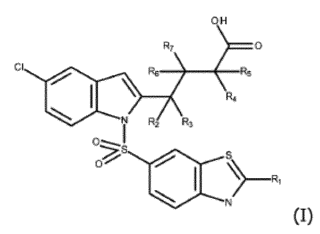 OH
R₇
O
Cl
R₆
R₅
R₄
R₂
R₃
N
O
S
O
S
R₁
N
(I)